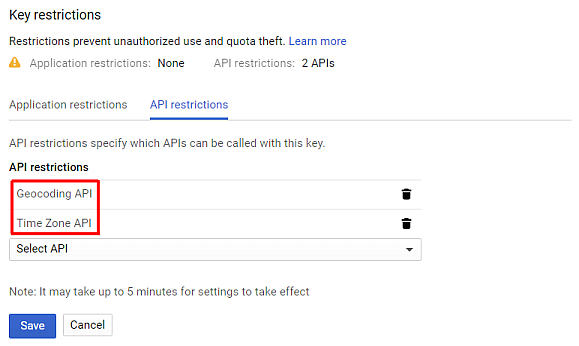 Key restrictions
Restrictions prevent unauthorized use and quota theft. Learn more
Application restrictions: None API restrictions: 2 APIs
Application restrictions API restrictions
API restrictions specify which APIs can be called with this key.
API restrictions
Geocoding API
Time Zone API
Select API
Note: It may take up to 5 minutes for settings to take effect
Save Cancel